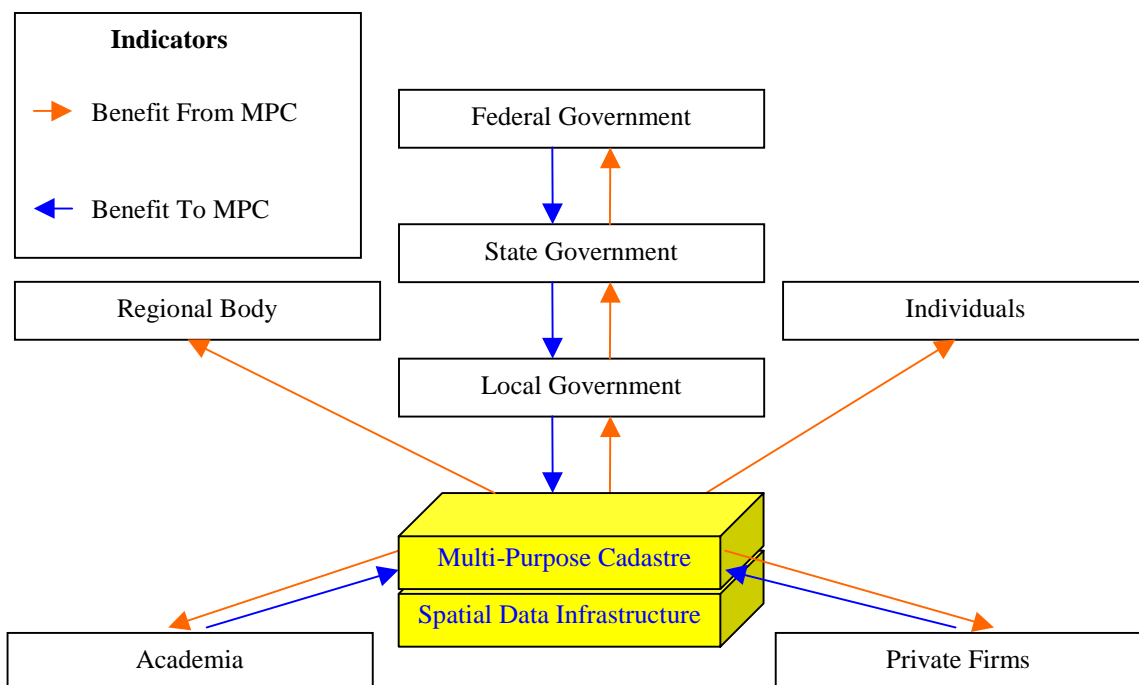 Indicators
Benefit From MPC
Benefit To MPC
Federal Government
State Government
Regional Body
Individuals
Local Government
Multi-Purpose Cadastre
Spatial Data Infrastructure
Academia
Private Firms